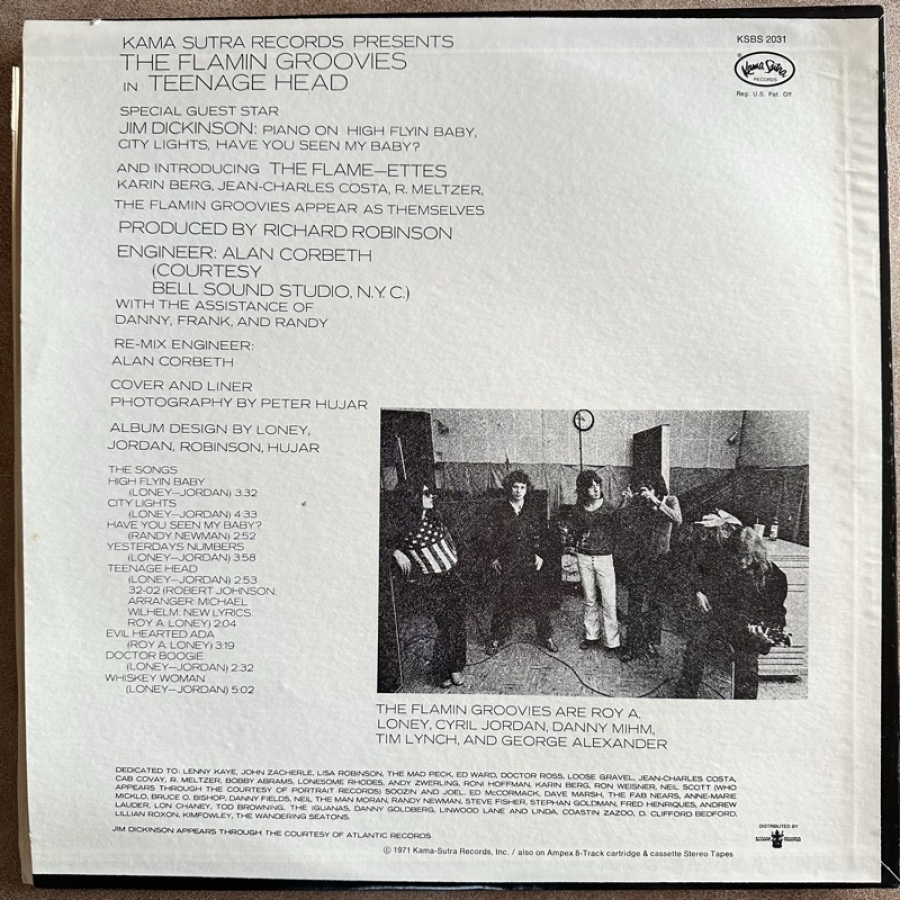 KAMA SUTRA RECORDS PRESENTS
THE FLAMIN GROOVIES
IN TEENAGE HEAD
KSBS 2031
Kama Sutra
RECORDS
Reg. U.S. Pat. Off.
SPECIAL GUEST STAR
JIM DICKINSON: PIANO ON HIGH FLYIN BABY,
CITY LIGHTS, HAVE YOU SEEN MY BABY?
AND INTRODUCING THE FLAME—ETTES
KARIN BERG, JEAN-CHARLES COSTA, R. MELTZER,
THE FLAMIN GROOVIES APPEAR AS THEMSELVES
PRODUCED BY RICHARD ROBINSON
ENGINEER: ALAN CORBETH
(COURTESY
BELL SOUND STUDIO, N.Y.C.)
WITH THE ASSISTANCE OF
DANNY, FRANK, AND RANDY
RE-MIX ENGINEER:
ALAN CORBETH
COVER AND LINER
PHOTOGRAPHY BY PETER HUJAR
ALBUM DESIGN BY LONEY,
JORDAN, ROBINSON, HUJAR
THE SONGS
HIGH FLYIN BABY
(LONEY—JORDAN) 3:32
CITY LIGHTS
(LONEY—JORDAN) 4:33
HAVE YOU SEEN MY BABY?
(RANDY NEWMAN) 2:52
YESTERDAYS NUMBERS
(LONEY—JORDAN) 3:58
TEENAGE HEAD
(LONEY—JORDAN) 2:53
32-02 (ROBERT JOHNSON:
ARRANGER: MICHAEL
WILHELM: NEW LYRICS:
ROY A. LONEY) 2:04
EVIL HEARTED ADA
(ROY A. LONEY) 3:19
DOCTOR BOOGIE
(LONEY—JORDAN) 2:32
WHISKEY WOMAN
(LONEY—JORDAN) 5:02
THE FLAMIN GROOVIES ARE ROY A.
LONEY, CYRIL JORDAN, DANNY MIHM,
TIM LYNCH, AND GEORGE ALEXANDER
DEDICATED TO: LENNY KAYE, JOHN ZACHERLE, LISA ROBINSON, THE MAD PECK, ED WARD, DOCTOR ROSS, LOOSE GRAVEL, JEAN-CHARLES COSTA,
CAB COVAY, R. MELTZER, BOBBY ABRAMS, LONESOME RHODES, ANDY ZWERLING, RONI HOFFMAN, KARIN BERG, RON WEISNER, NEIL SCOTT (WHO
APPEARS THROUGH THE COURTESY OF PORTRAIT RECORDS) SOOZIN AND JOEL, ED McCORMACK, DAVE MARSH, THE FAB NEARS, ANNE-MARIE
MICKLO, BRUCE D. BISHOP, DANNY FIELDS, NEIL THE MAN MORAN, RANDY NEWMAN, STEVE FISHER, STEPHAN GOLDMAN, FRED HENRIQUES, ANDREW
LAUDER, LON CHANEY, TOD BROWNING, THE IGUANAS, DANNY GOLDBERG, LINWOOD LANE AND LINDA, COASTIN ZAZOO, D. CLIFFORD BEDFORD,
LILLIAN ROXON, KIMFOWLEY, THE WANDERING SEATONS.
JIM DICKINSON APPEARS THROUGH THE COURTESY OF ATLANTIC RECORDS
DISTRIBUTED BY
BUDDAH RECORDS
Ⓒ 1971 Kama-Sutra Records, Inc. / also on Ampex 8-Track cartridge & cassette Stereo Tapes